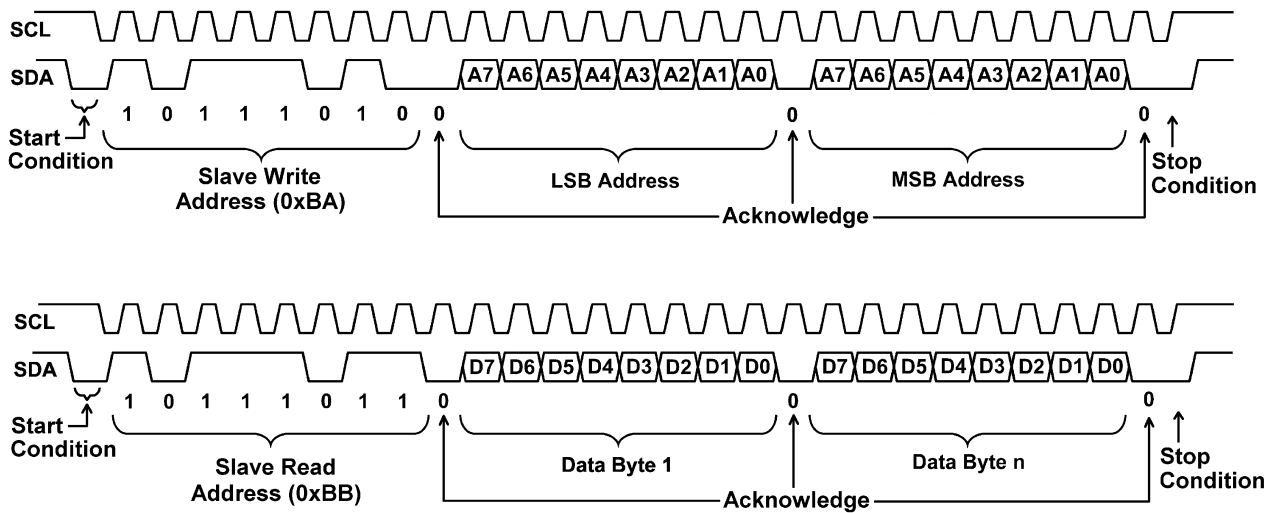 SCL
SDA A7 A6 A5 A4 A3 A2 A1 A0 A7 A6 A5 A4 A3 A2 A1 A0
1 0 1 1 1 0 1 0 0 0 0
Start
Condition
Slave Write
Address (0xBA)
LSB Address
MSB Address
Stop
Condition
Acknowledge
SCL
SDA D7 D6 D5 D4 D3 D2 D1 D0 D7 D6 D5 D4 D3 D2 D1 D0
1 0 1 1 1 0 1 1 0 0 0
Start
Condition
Slave Read
Address (0xBB)
Data Byte 1
Data Byte n
Stop
Condition
Acknowledge